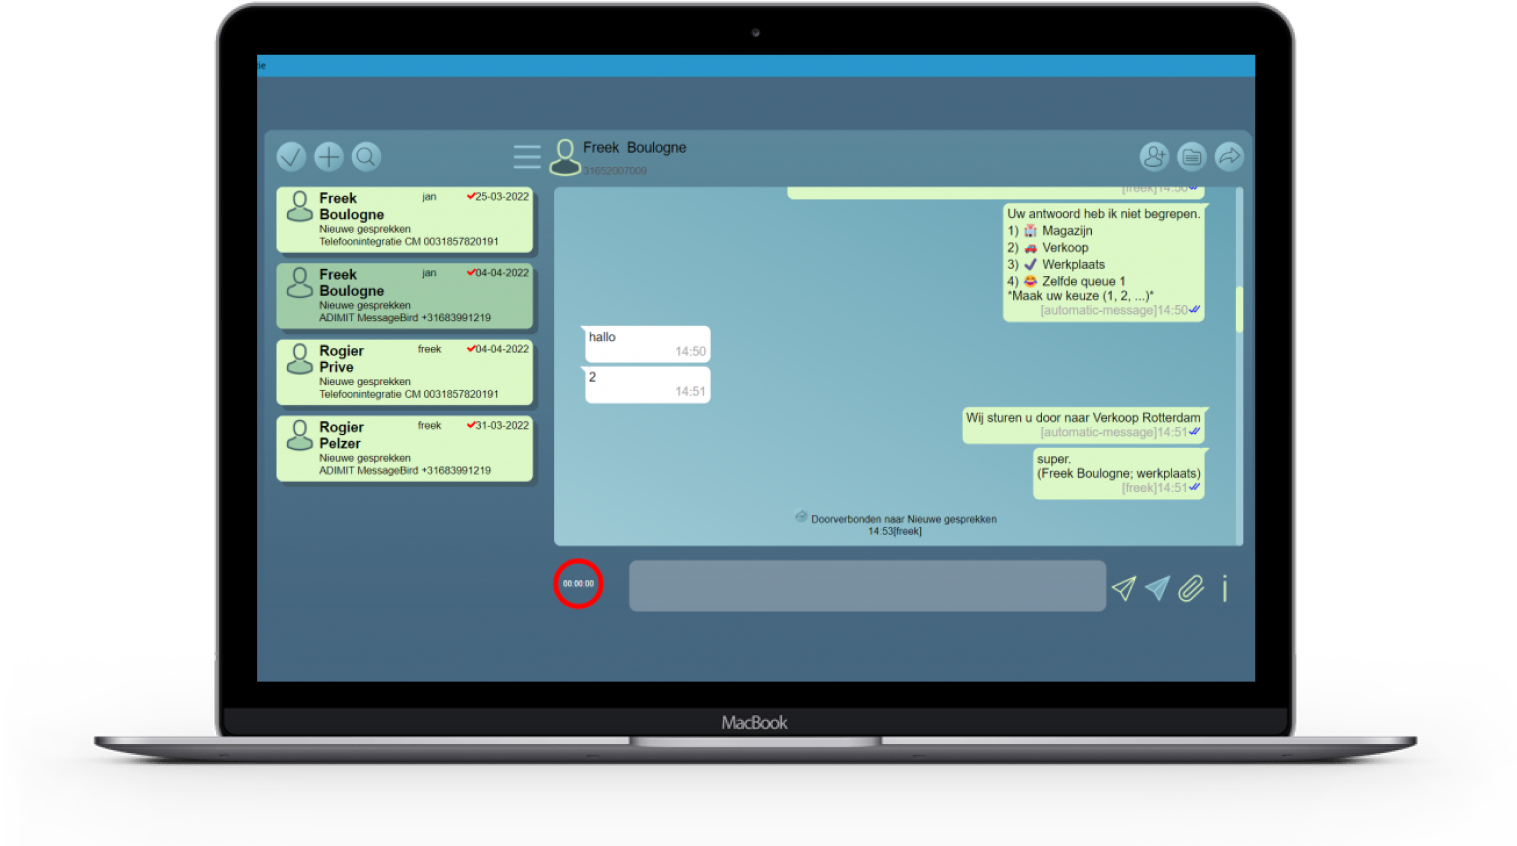 ie
Freek Boulogne
31652007009
Freek jan 25-03-2022
Boulogne
Nieuwe gesprekken
Telefoonintegratie CM 0031857820191
Freek jan 04-04-2022
Boulogne
Nieuwe gesprekken
ADIMIT MessageBird +31683991219
Rogier freek 04-04-2022
Prive
Nieuwe gesprekken
Telefoonintegratie CM 0031857820191
Rogier freek 31-03-2022
Pelzer
Nieuwe gesprekken
ADIMIT MessageBird +31683991219
[freek]14:50
Uw antwoord heb ik niet begrepen.
1) Magazijn
2) Verkoop
3) Werkplaats
4) Zelfde queue 1
*Maak uw keuze (1, 2, ...)*
[automatic-message]14:50
hallo
14:50
2
14:51
Wij sturen u door naar Verkoop Rotterdam
[automatic-message]14:51
super.
(Freek Boulogne; werkplaats)
[freek]14:51
Doorverbonden naar Nieuwe gesprekken
14:53[freek]
00:00:00
MacBook